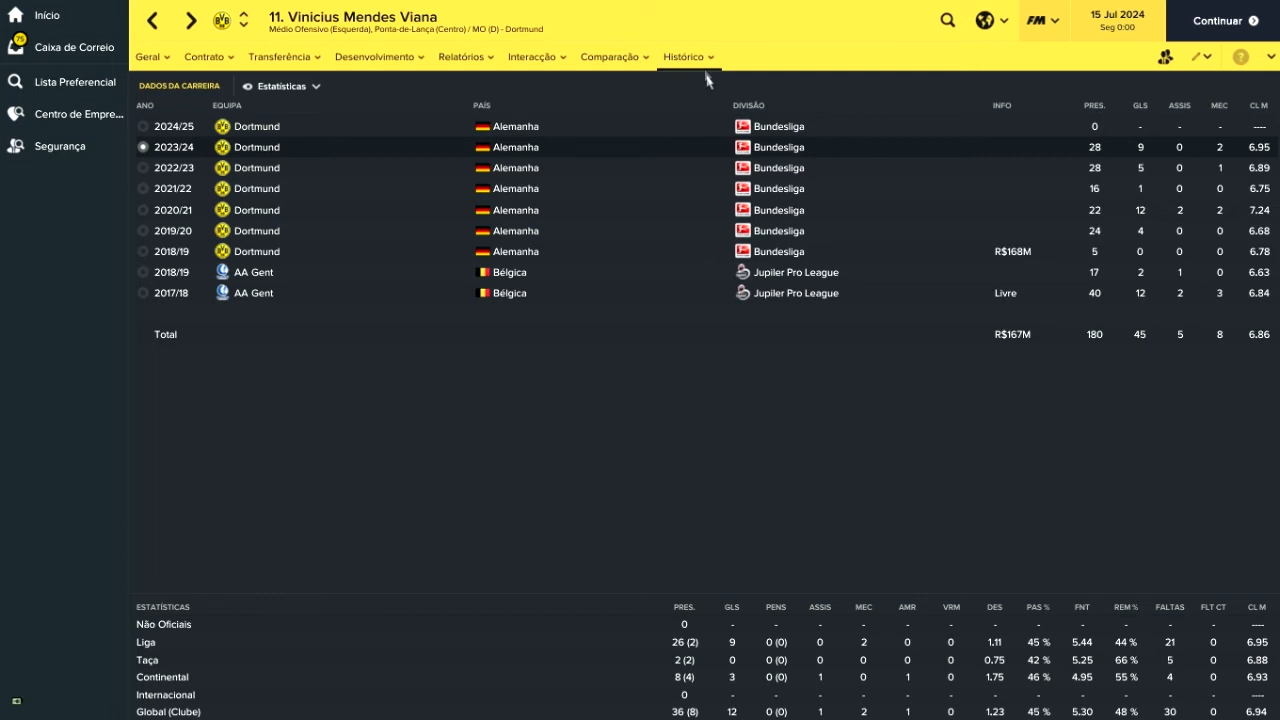 Início
75
Caixa de Correio
Lista Preferencial
Centro de Empre...
Segurança
11. Vinicius Mendes Viana
Médio Ofensivo (Esquerda), Ponta-de-Lança (Centro) / MO (D) - Dortmund
FM
15 Jul 2024
Seg 0:00
Continuar
Geral Contrato Transferência Desenvolvimento Relatórios Interacção Comparação Histórico ?
DADOS DA CARREIRA Estatísticas
ANO EQUIPA PAÍS DIVISÃO INFO PRES. GLS ASSIS MEC CL M
2024/25 Dortmund Alemanha Bundesliga 0 - - - ----
2023/24 Dortmund Alemanha Bundesliga 28 9 0 2 6.95
2022/23 Dortmund Alemanha Bundesliga 28 5 0 1 6.89
2021/22 Dortmund Alemanha Bundesliga 16 1 0 0 6.75
2020/21 Dortmund Alemanha Bundesliga 22 12 2 2 7.24
2019/20 Dortmund Alemanha Bundesliga 24 4 0 0 6.68
2018/19 Dortmund Alemanha Bundesliga R$168M 5 0 0 0 6.78
2018/19 AA Gent Bélgica Jupiler Pro League 17 2 1 0 6.63
2017/18 AA Gent Bélgica Jupiler Pro League Livre 40 12 2 3 6.84
Total R$167M 180 45 5 8 6.86
ESTATÍSTICAS PRES. GLS PENS ASSIS MEC AMR VRM DES PAS % FNT REM % FALTAS FLT CT CL M
Não Oficiais 0 - - - - - - - - - - - - ----
Liga 26 (2) 9 0 (0) 0 2 0 0 1.11 45 % 5.44 44 % 21 0 6.95
Taça 2 (2) 0 0 (0) 0 0 0 0 0.75 42 % 5.25 66 % 5 0 6.88
Continental 8 (4) 3 0 (0) 1 0 1 0 1.75 46 % 4.95 55 % 4 0 6.93
Internacional 0 - - - - - - - - - - - - ----
Global (Clube) 36 (8) 12 0 (0) 1 2 1 0 1.23 45 % 5.30 48 % 30 0 6.94